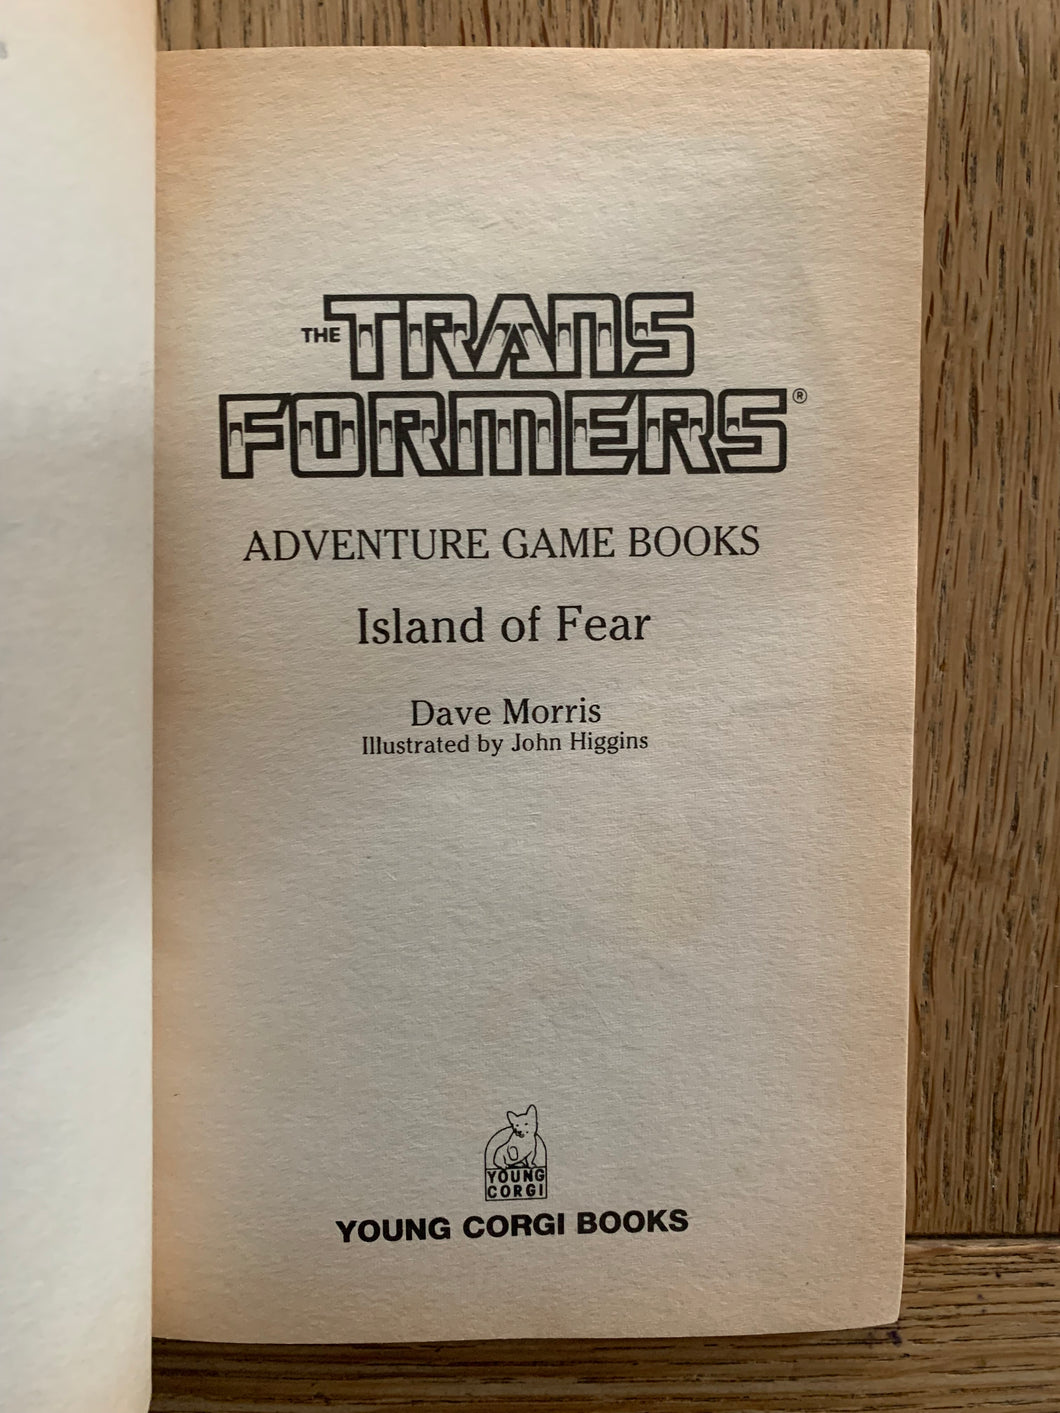 THE TRANS
FORMERS®
ADVENTURE GAME BOOKS
Island of Fear
Dave Morris
Illustrated by John Higgins
YOUNG
CORGI
YOUNG CORGI BOOKS